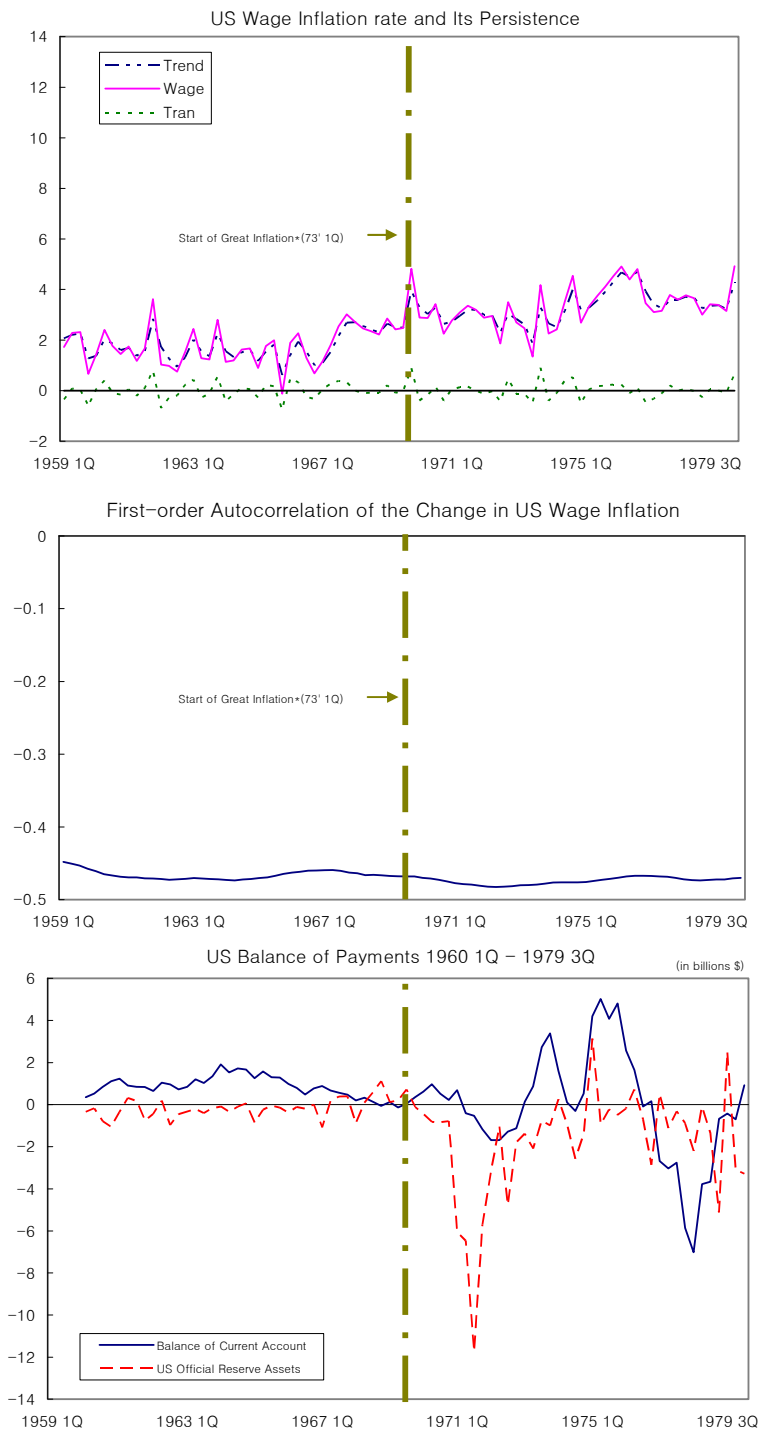 US Wage Inflation rate and Its Persistence
14
12
10
8
6
4
2
0
−2
Trend
Wage
Tran
Start of Great Inflation*(73' 1Q)
1959 1Q 1963 1Q 1967 1Q 1971 1Q 1975 1Q 1979 3Q
First−order Autocorrelation of the Change in US Wage Inflation
0
−0.1
−0.2
−0.3
−0.4
−0.5
Start of Great Inflation*(73' 1Q)
1959 1Q 1963 1Q 1967 1Q 1971 1Q 1975 1Q 1979 3Q
US Balance of Payments 1960 1Q − 1979 3Q
(in billions $)
6
4
2
0
−2
−4
−6
−8
−10
−12
−14
Balance of Current Account
US Official Reserve Assets
1959 1Q 1963 1Q 1967 1Q 1971 1Q 1975 1Q 1979 3Q